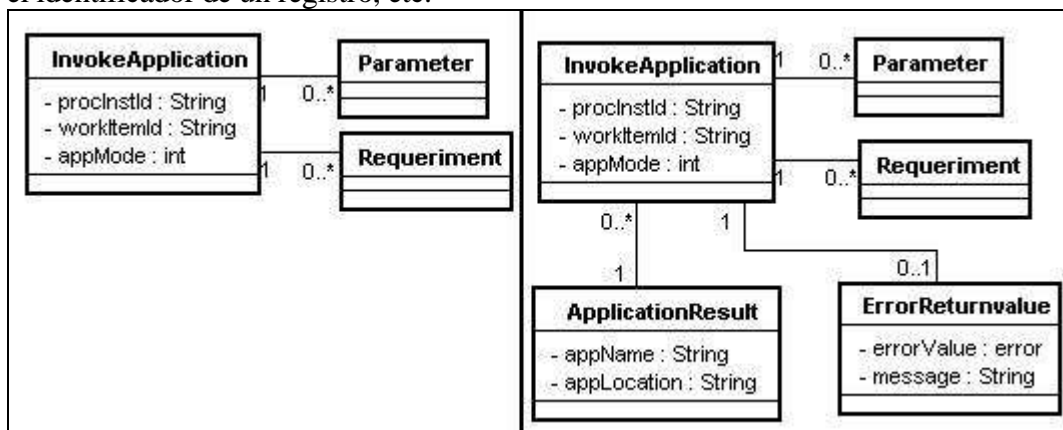 el identificador de un registro, etc.
InvokeApplication
- procInstId : String
- workItemId : String
- appMode : int
1
0..*
Parameter
1
0..*
Requeriment
InvokeApplication
- procInstId : String
- workItemId : String
- appMode : int
1
0..*
Parameter
1
0..*
Requeriment
0..*
1
1
0..1
ApplicationResult
- appName : String
- appLocation : String
ErrorReturnvalue
- errorValue : error
- message : String